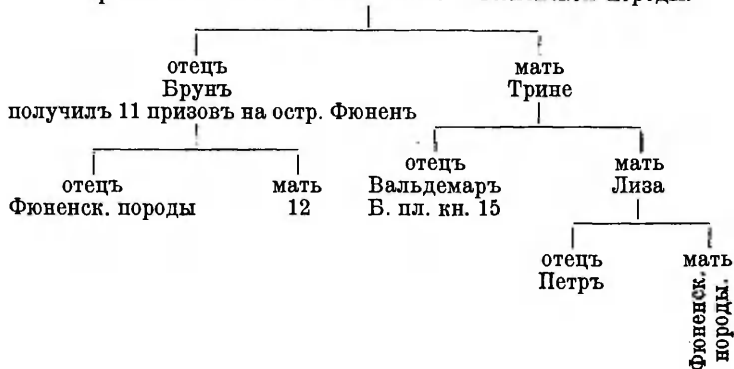 породы.
отецъ мать
Брунъ Трине
получилъ 11 призовъ на остр. Фюненъ
отецъ мать отецъ мать
Фюненск. породы 12 Вальдемаръ Лиза
Б. пл. кн. 15
отецъ мать
Петръ Фюненск.
породы.